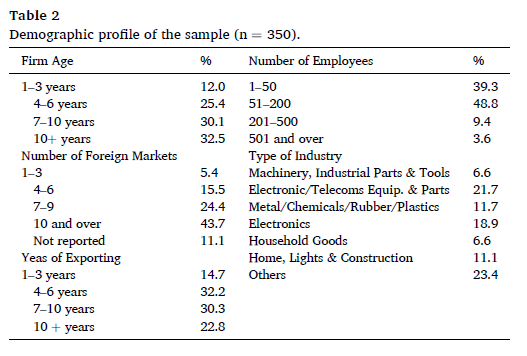 Table 2
Demographic profile of the sample (n = 350).
Firm Age % Number of Employees %
1–3 years 12.0 1–50 39.3
4–6 years 25.4 51–200 48.8
7–10 years 30.1 201–500 9.4
10+ years 32.5 501 and over 3.6
Number of Foreign Markets Type of Industry
1–3 5.4 Machinery, Industrial Parts & Tools 6.6
4–6 15.5 Electronic/Telecoms Equip. & Parts 21.7
7–9 24.4 Metal/Chemicals/Rubber/Plastics 11.7
10 and over 43.7 Electronics 18.9
Not reported 11.1 Household Goods 6.6
Yeas of Exporting Home, Lights & Construction 11.1
1–3 years 14.7 Others 23.4
4–6 years 32.2
7–10 years 30.3
10 + years 22.8